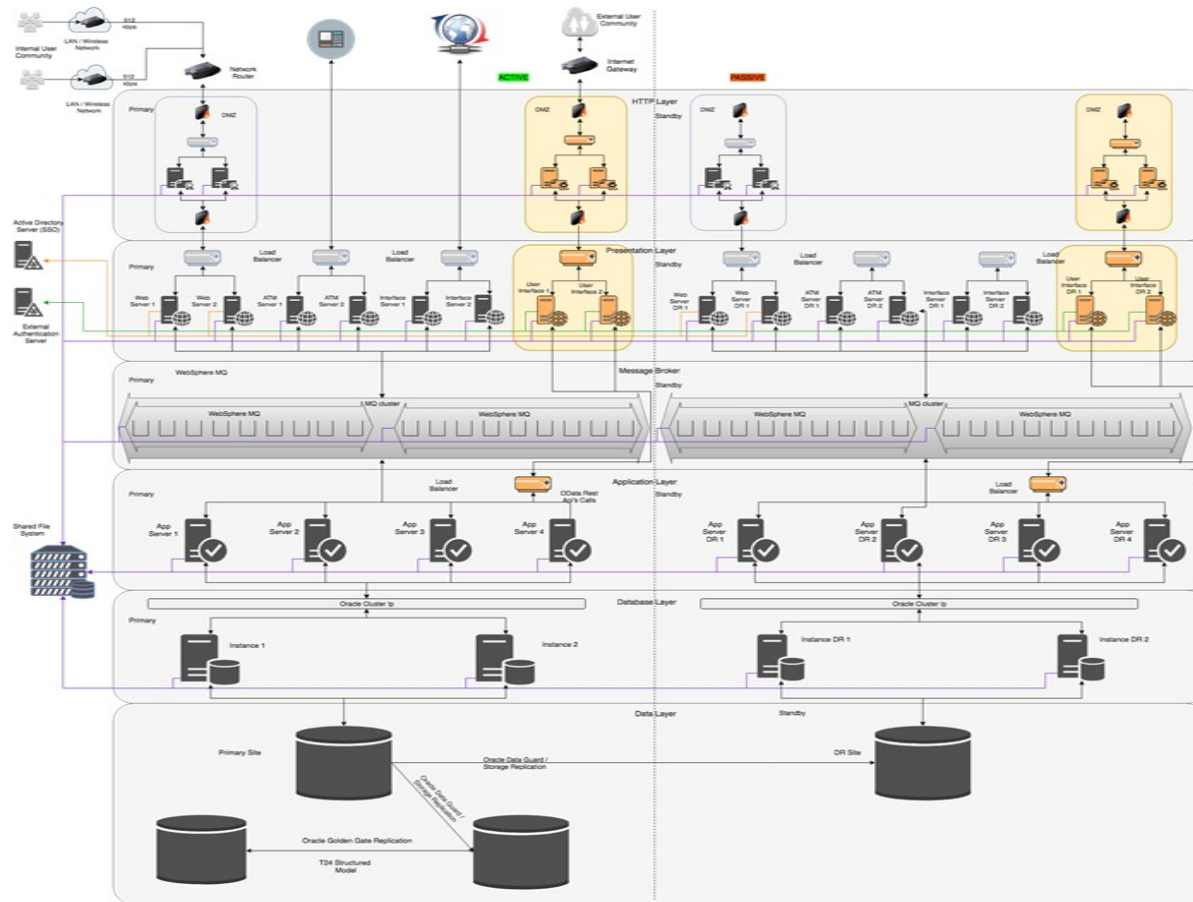 512
kbps
LAN / Wireless
Network
Internal User
Community
512
kbps
LAN / Wireless
Network
Network
Router
External User
Community
Internet
Gateway
ACTIVE
PASSIVE
HTTP Layer
Primary
DMZ
DMZ
Standby
DMZ
DMZ
Active Directory
Server (SSO)
External
Authentication
Server
Presentation Layer
Primary
Load
Balancer
Load
Balancer
Standby
Load
Balancer
Load
Balancer
Web
Server 1
Web
Server 2
ATM
Server 1
ATM
Server 2
Interface
Server 1
Interface
Server 2
User
Interface 1
User
Interface 2
Web
Server
DR 1
Web
Server
DR 1
ATM
Server
DR 1
ATM
Server
DR 2
Interface
Server
DR 1
Interface
Server
DR 2
User
Interface
DR 1
User
Interface
DR 2
Message Broker
Primary
WebSphere MQ
Standby
MQ cluster
WebSphere MQ
WebSphere MQ
MQ cluster
WebSphere MQ
WebSphere MQ
Application Layer
Primary
Load
Balancer
OData Rest
Api's Calls
Standby
Load
Balancer
App
Server 1
App
Server 2
App
Server 3
App
Server 4
App
Server
DR 1
App
Server
DR 2
App
Server
DR 3
App
Server
DR 4
Shared File
System
Database Layer
Oracle Cluster Ip
Oracle Cluster Ip
Primary
Instance 1
Instance 2
Instance DR 1
Instance DR 2
Data Layer
Standby
Primary Site
DR Site
Oracle Data Guard /
Storage Replication
Oracle Data Guard /
Storage Replication
Oracle Golden Gate Replication
T24 Structured
Model